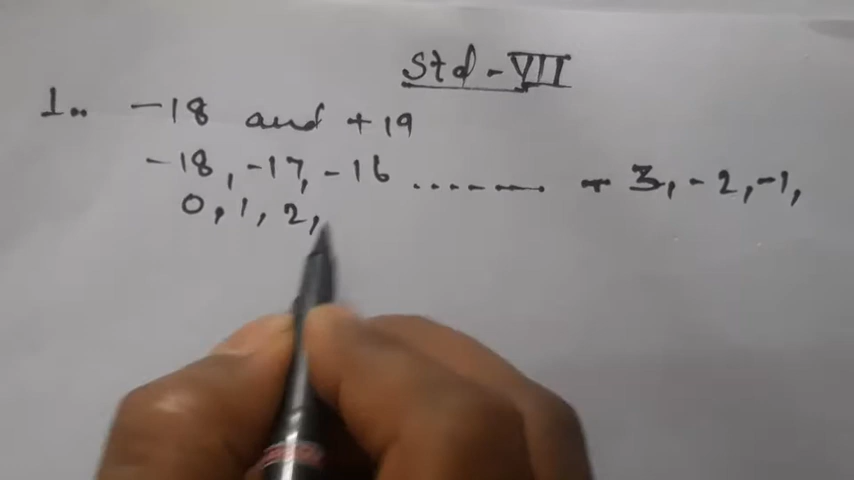 Std - VII
1.. -18 and +19
-18, -17, -16 ........... - 3, - 2, -1,
0, 1, 2,